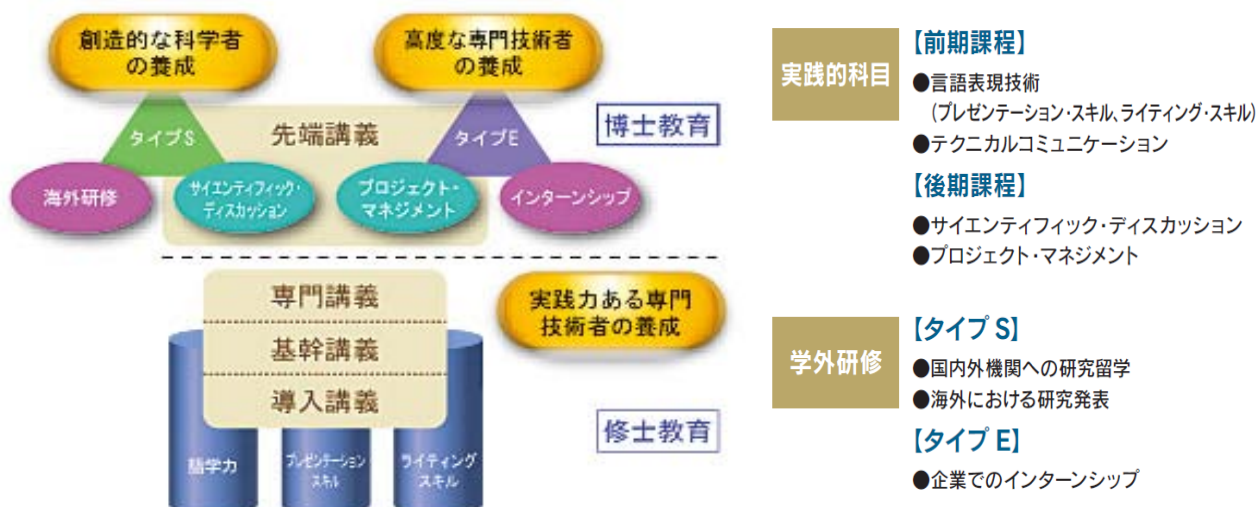 創造的な科学者
の養成
高度な専門技術者
の養成
タイプS
先端講義
タイプE
博士教育
海外研修
サイエンティフィック・
ディスカッション
プロジェクト・
マネジメント
インターンシップ
専門講義
基幹講義
導入講義
実践力ある専門
技術者の養成
修士教育
語学力
プレゼンテーション
スキル
ライティング
スキル
実践的科目
【前期課程】
●言語表現技術
(プレゼンテーション・スキル、ライティング・スキル)
●テクニカルコミュニケーション
【後期課程】
●サイエンティフィック・ディスカッション
●プロジェクト・マネジメント
学外研修
【タイプ S】
●国内外機関への研究留学
●海外における研究発表
【タイプ E】
●企業でのインターンシップ